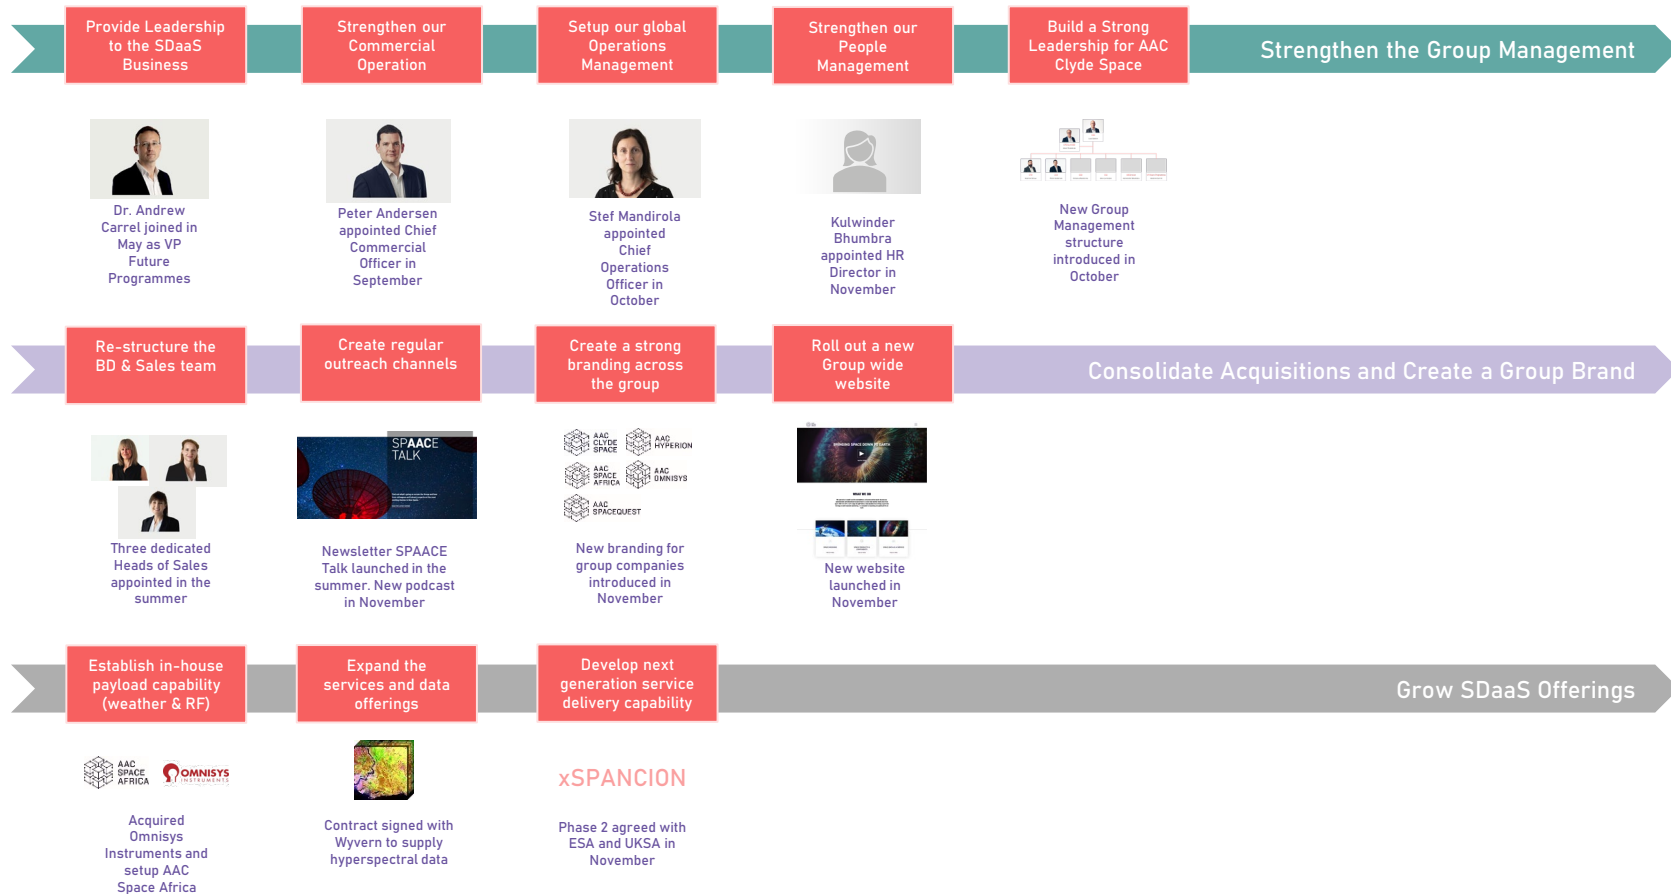 Provide Leadership
to the SDaaS
Business
Strengthen our
Commercial
Operation
Setup our global
Operations
Management
Strengthen our
People
Management
Build a Strong
Leadership for AAC
Clyde Space
Strengthen the Group Management
Dr. Andrew
Carrel joined in
May as VP
Future
Programmes
Peter Andersen
appointed Chief
Commercial
Officer in
September
Stef Mandirola
appointed
Chief
Operations
Officer in
October
Kulwinder
Bhumbra
appointed HR
Director in
November
New Group
Management
structure
introduced in
October
Re-structure the
BD & Sales team
Create regular
outreach channels
Create a strong
branding across
the group
Roll out a new
Group wide
website
Consolidate Acquisitions and Create a Group Brand
SPAACE
TALK
AAC
CLYDE
SPACE
AAC
HYPERION
AAC
SPACE
AFRICA
AAC
OMNISYS
AAC
SPACEQUEST
BRINGING SPACE DOWN TO EARTH
WHAT WE DO
Three dedicated
Heads of Sales
appointed in the
summer
Newsletter SPAACE
Talk launched in the
summer. New podcast
in November
New branding for
group companies
introduced in
November
New website
launched in
November
Establish in-house
payload capability
(weather & RF)
Expand the
services and data
offerings
Develop next
generation service
delivery capability
Grow SDaaS Offerings
AAC
SPACE
AFRICA
OMNISYS
INSTRUMENTS
xSPANCION
Acquired
Omnisys
Instruments and
setup AAC
Space Africa
Contract signed with
Wyvern to supply
hyperspectral data
Phase 2 agreed with
ESA and UKSA in
November